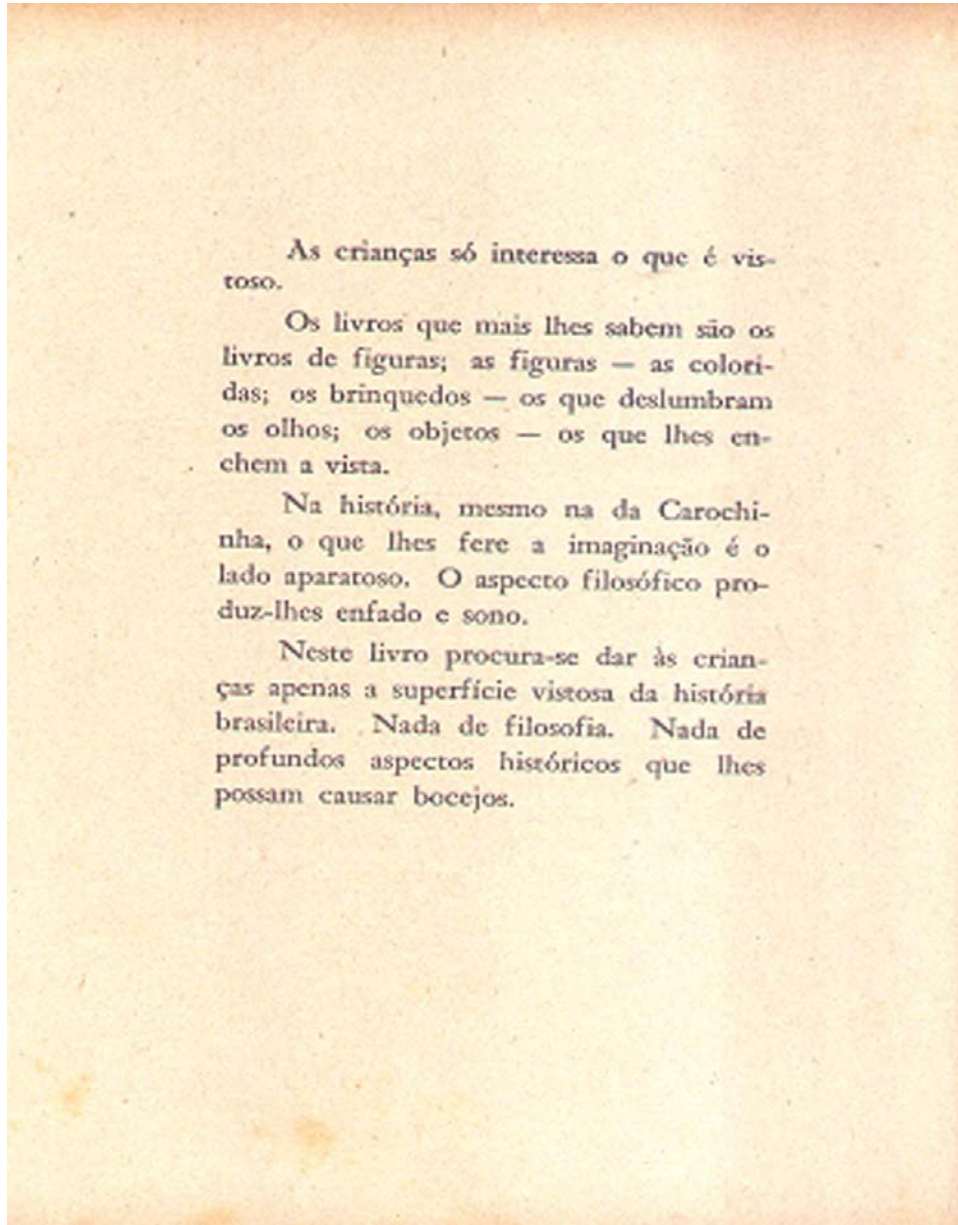 As crianças só interessa o que é vis-
toso.
Os livros que mais lhes sabem são os
livros de figuras; as figuras — as colori-
das; os brinquedos — os que deslumbram
os olhos; os objetos — os que lhes en-
chem a vista.
Na história, mesmo na da Carochi-
nha, o que lhes fere a imaginação é o
lado aparatoso. O aspecto filosófico pro-
duz-lhes enfado e sono.
Neste livro procura-se dar às crian-
ças apenas a superfície vistosa da história
brasileira. Nada de filosofia. Nada de
profundos aspectos históricos que lhes
possam causar bocejos.